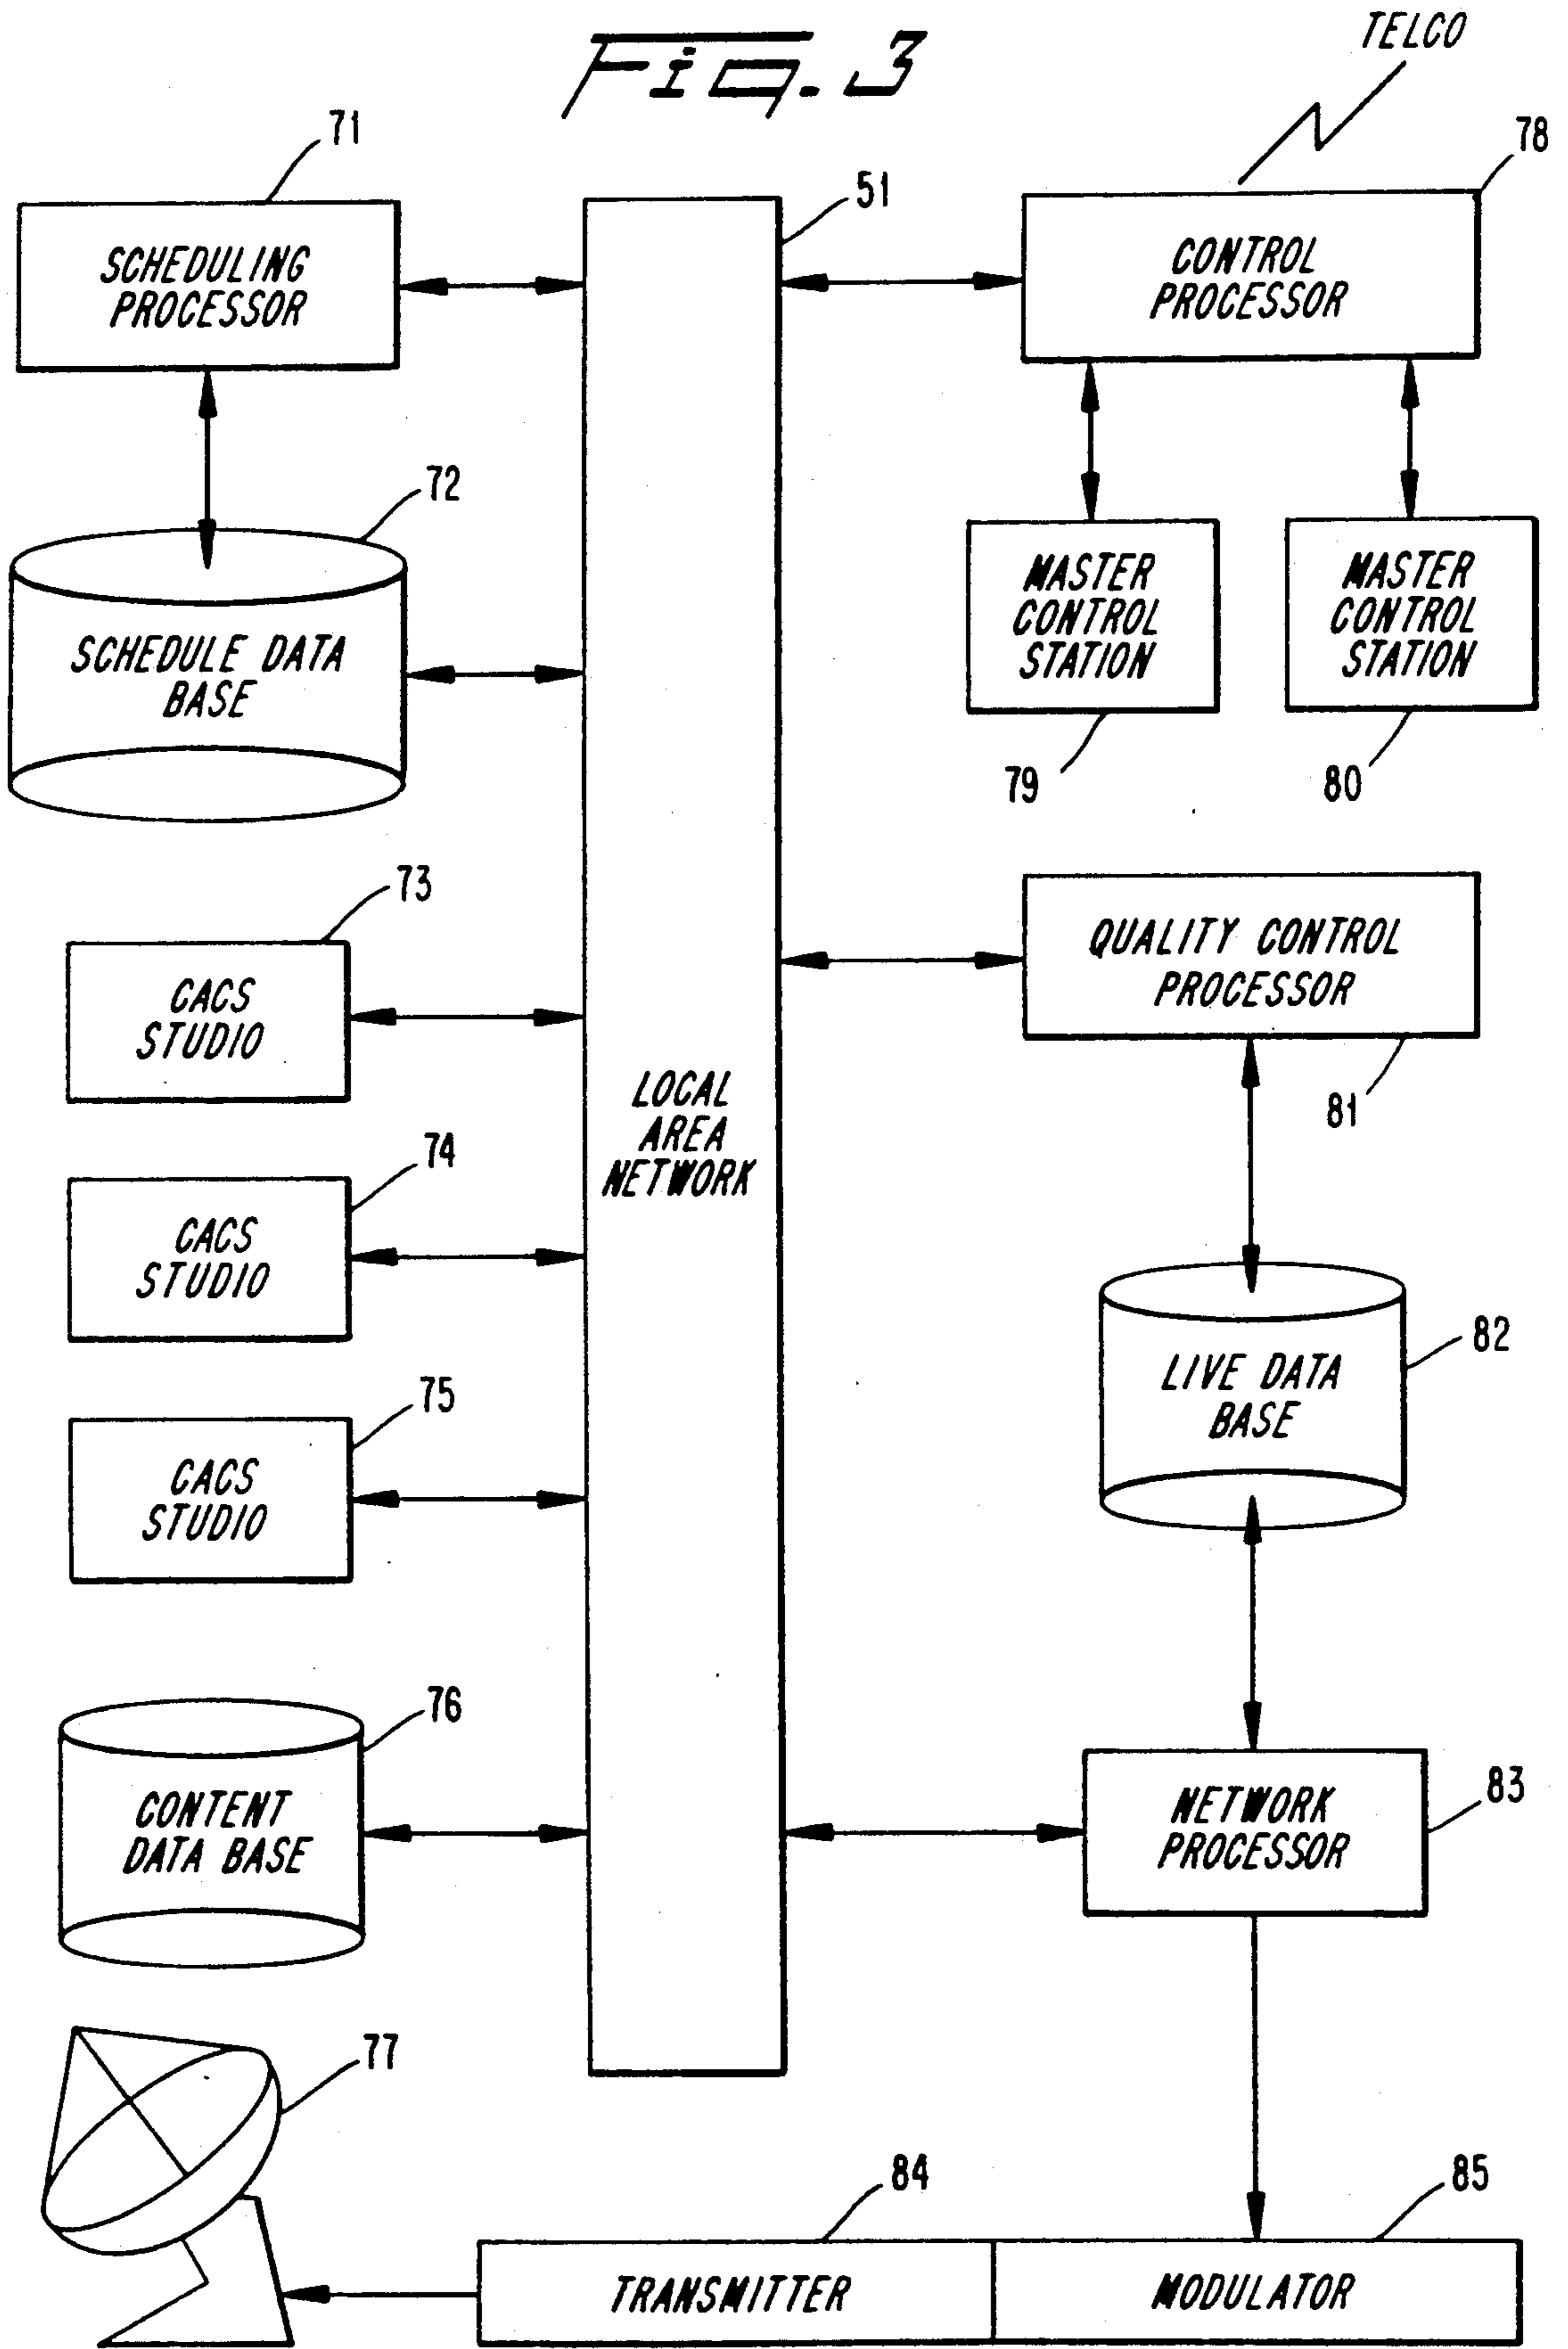 Fig. 3
TELCO
71
SCHEDULING
PROCESSOR
51
78
CONTROL
PROCESSOR
72
SCHEDULE DATA
BASE
MASTER
CONTROL
STATION
79
MASTER
CONTROL
STATION
80
73
CACS
STUDIO
74
CACS
STUDIO
75
CACS
STUDIO
LOCAL
AREA
NETWORK
QUALITY CONTROL
PROCESSOR
81
82
LIVE DATA
BASE
76
CONTENT
DATA BASE
83
NETWORK
PROCESSOR
77
84
TRANSMITTER
85
MODULATOR